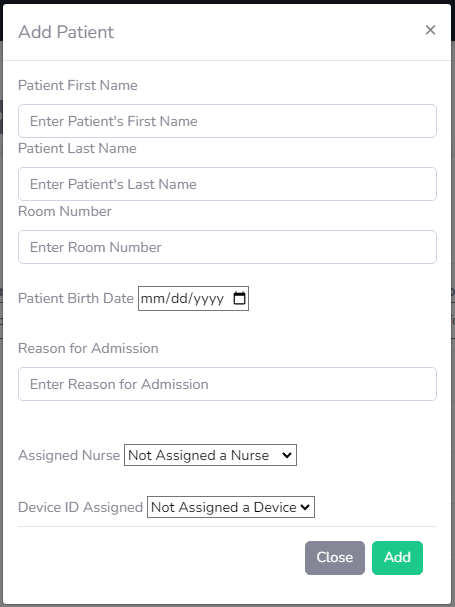 Add Patient ×
Patient First Name
Enter Patient's First Name
Patient Last Name
Enter Patient's Last Name
Room Number
Enter Room Number
Patient Birth Date mm/dd/yyyy
Reason for Admission
Enter Reason for Admission
Assigned Nurse Not Assigned a Nurse
Device ID Assigned Not Assigned a Device
Close Add